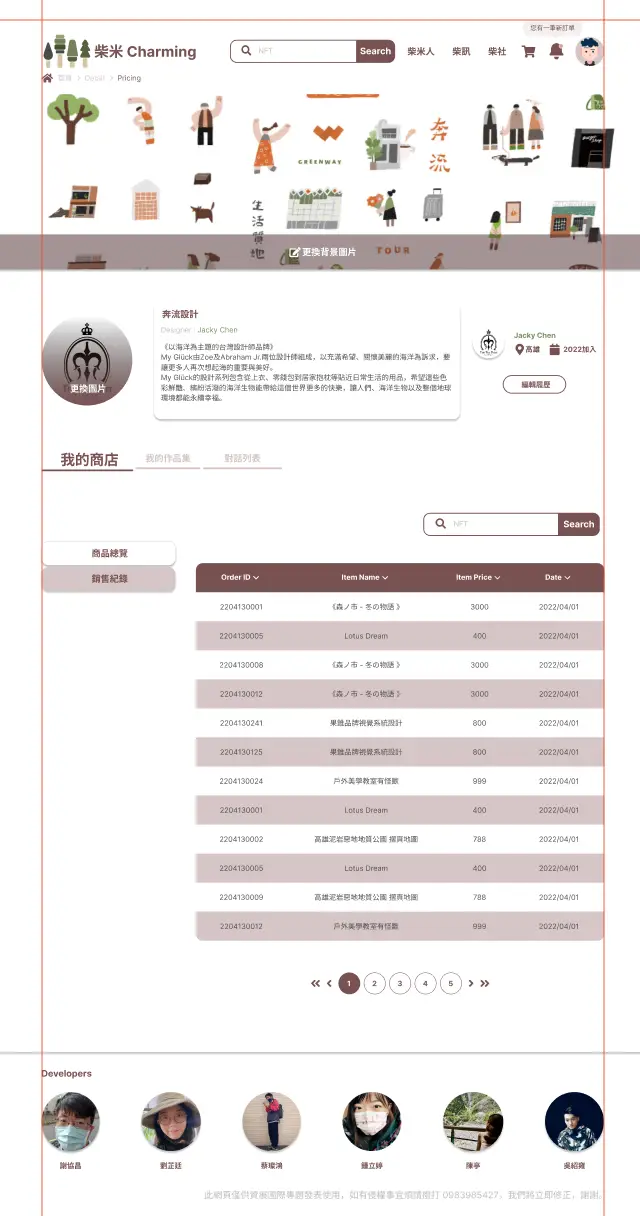 您有一筆新訂單
柴米 Charming
NFT
Search
柴米人
柴訊
柴社
首頁 > Detail > Pricing
奔流
GREENWAY
生活質地
TOUR
更換背景圖片
更換圖片
奔流設計
Designer : Jacky Chen
《以海洋為主題的台灣設計師品牌》
My Glück由Zoe及Abraham Jr.兩位設計師組成，以充滿希望、關懷美麗的海洋為訴求，要
讓更多人再次想起海的重要與美好。
My Glück的設計系列包含從上衣、零錢包到居家抱枕等貼近日常生活的用品，希望這些色
彩鮮豔、繽紛活潑的海洋生物能帶給這個世界更多的快樂，讓人們、海洋生物以及整個地球
環境都能永續幸福。
Jacky Chen
高雄
2022加入
編輯履歷
我的商店
我的作品集
對話列表
NFT
Search
商品總覽
銷售紀錄
Order ID
Item Name
Item Price
Date
2204130001 《森ノ市 - 冬の物語 》 3000 2022/04/01
2204130005 Lotus Dream 400 2022/04/01
2204130008 《森ノ市 - 冬の物語 》 3000 2022/04/01
2204130012 《森ノ市 - 冬の物語 》 3000 2022/04/01
2204130241 果雖品牌視覺系統設計 800 2022/04/01
2204130125 果雖品牌視覺系統設計 800 2022/04/01
2204130024 戶外美學教室有怪獸 999 2022/04/01
2204130001 Lotus Dream 400 2022/04/01
2204130002 高雄泥岩惡地地質公園 摺頁地圖 788 2022/04/01
2204130005 Lotus Dream 400 2022/04/01
2204130009 高雄泥岩惡地地質公園 摺頁地圖 788 2022/04/01
2204130012 戶外美學教室有怪獸 999 2022/04/01
1 2 3 4 5
Developers
謝協昌
劉芷廷
蔡璨鴻
鍾立婷
陳寧
吳紹雍
此網頁僅供資展國際專題發表使用，如有侵權事宜煩請撥打 0983965427，我們將立即修正，謝謝。